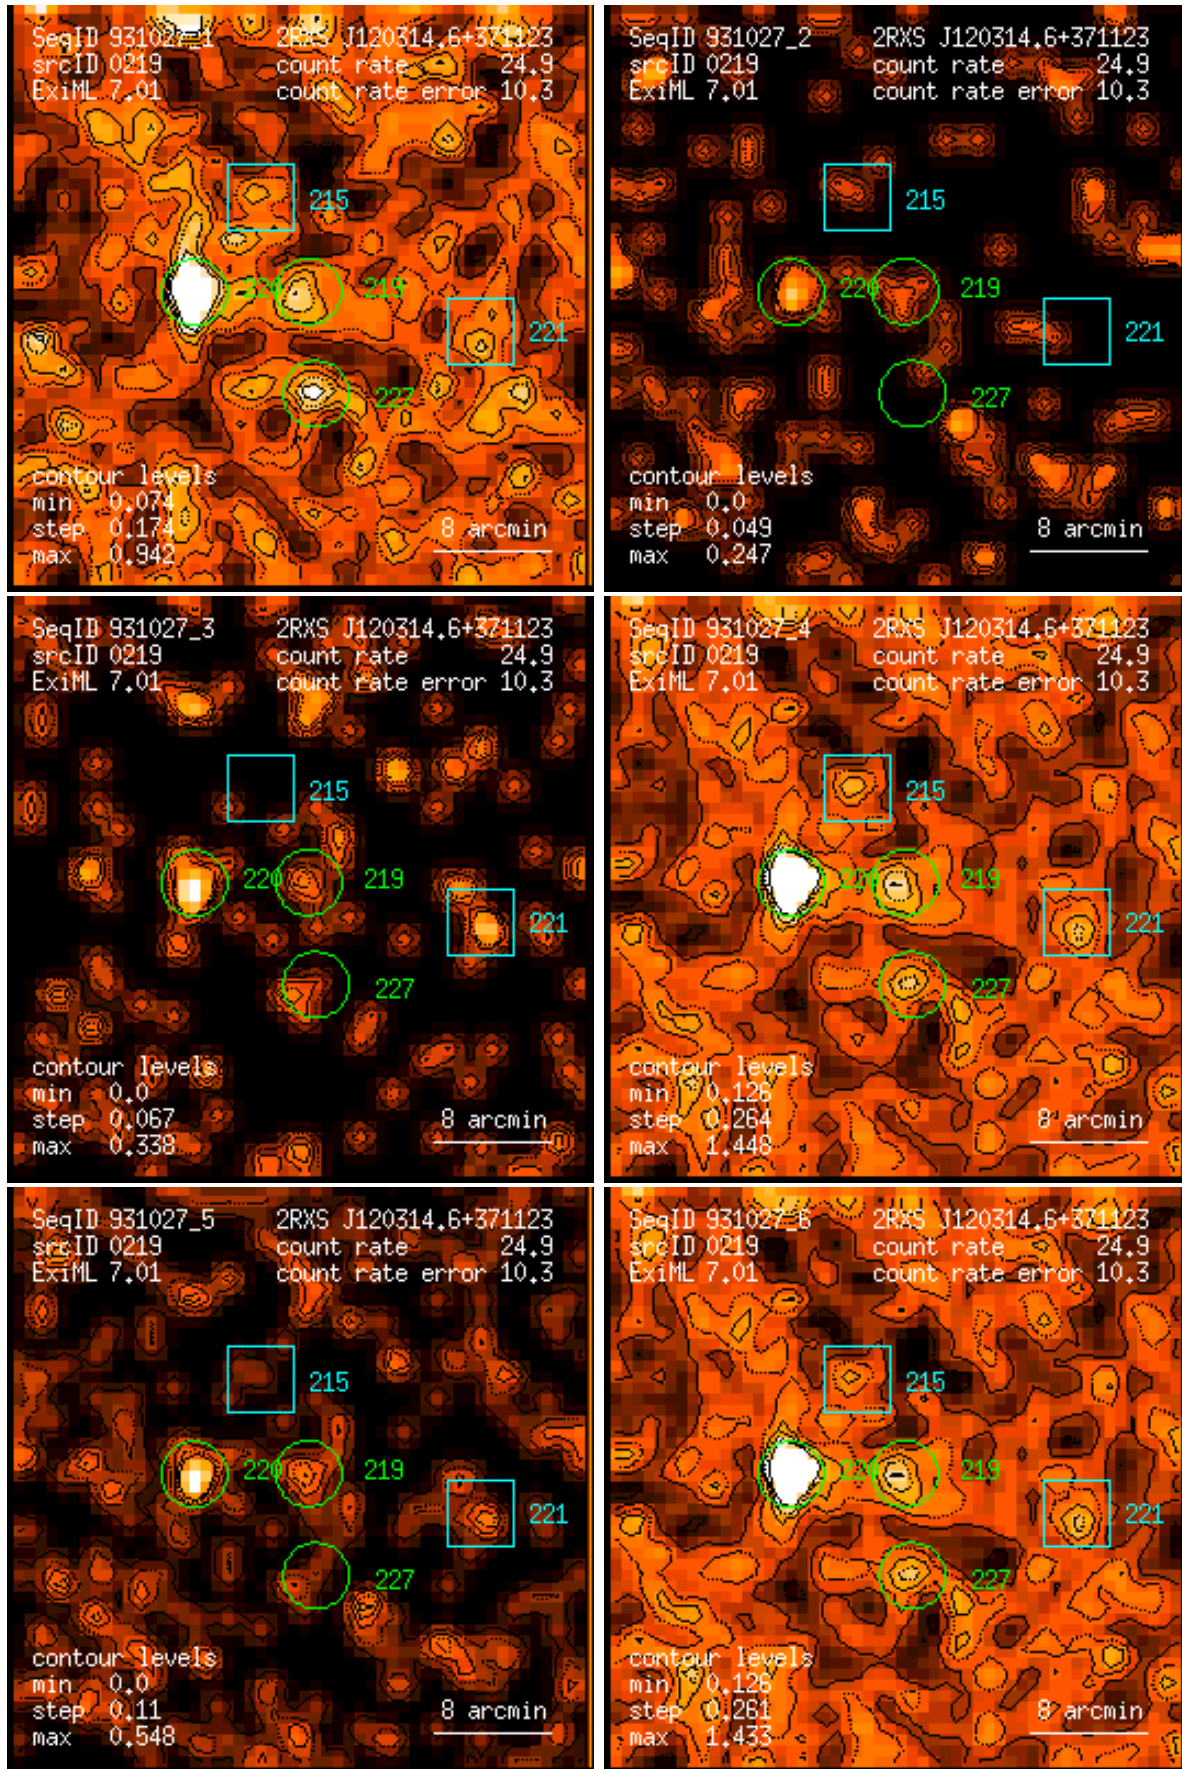 SeqID 931027_1 2RXS J120314.6+371123
srcID 0219 count rate 24.9
ExiML 7.01 count rate error 10.3
215
220 219
221
227
contour levels
min 0.074
step 0.174 8 arcmin
max 0.942
SeqID 931027_2 2RXS J120314.6+371123
srcID 0219 count rate 24.9
ExiML 7.01 count rate error 10.3
215
220 219
221
227
contour levels
min 0.0
step 0.049 8 arcmin
max 0.247
SeqID 931027_3 2RXS J120314.6+371123
srcID 0219 count rate 24.9
ExiML 7.01 count rate error 10.3
215
220 219
221
227
contour levels
min 0.0
step 0.067 8 arcmin
max 0.338
SeqID 931027_4 2RXS J120314.6+371123
srcID 0219 count rate 24.9
ExiML 7.01 count rate error 10.3
215
220 219
221
227
contour levels
min 0.126
step 0.264 8 arcmin
max 1.448
SeqID 931027_5 2RXS J120314.6+371123
srcID 0219 count rate 24.9
ExiML 7.01 count rate error 10.3
215
220 219
221
227
contour levels
min 0.0
step 0.11 8 arcmin
max 0.548
SeqID 931027_6 2RXS J120314.6+371123
srcID 0219 count rate 24.9
ExiML 7.01 count rate error 10.3
215
220 219
221
227
contour levels
min 0.126
step 0.261 8 arcmin
max 1.433